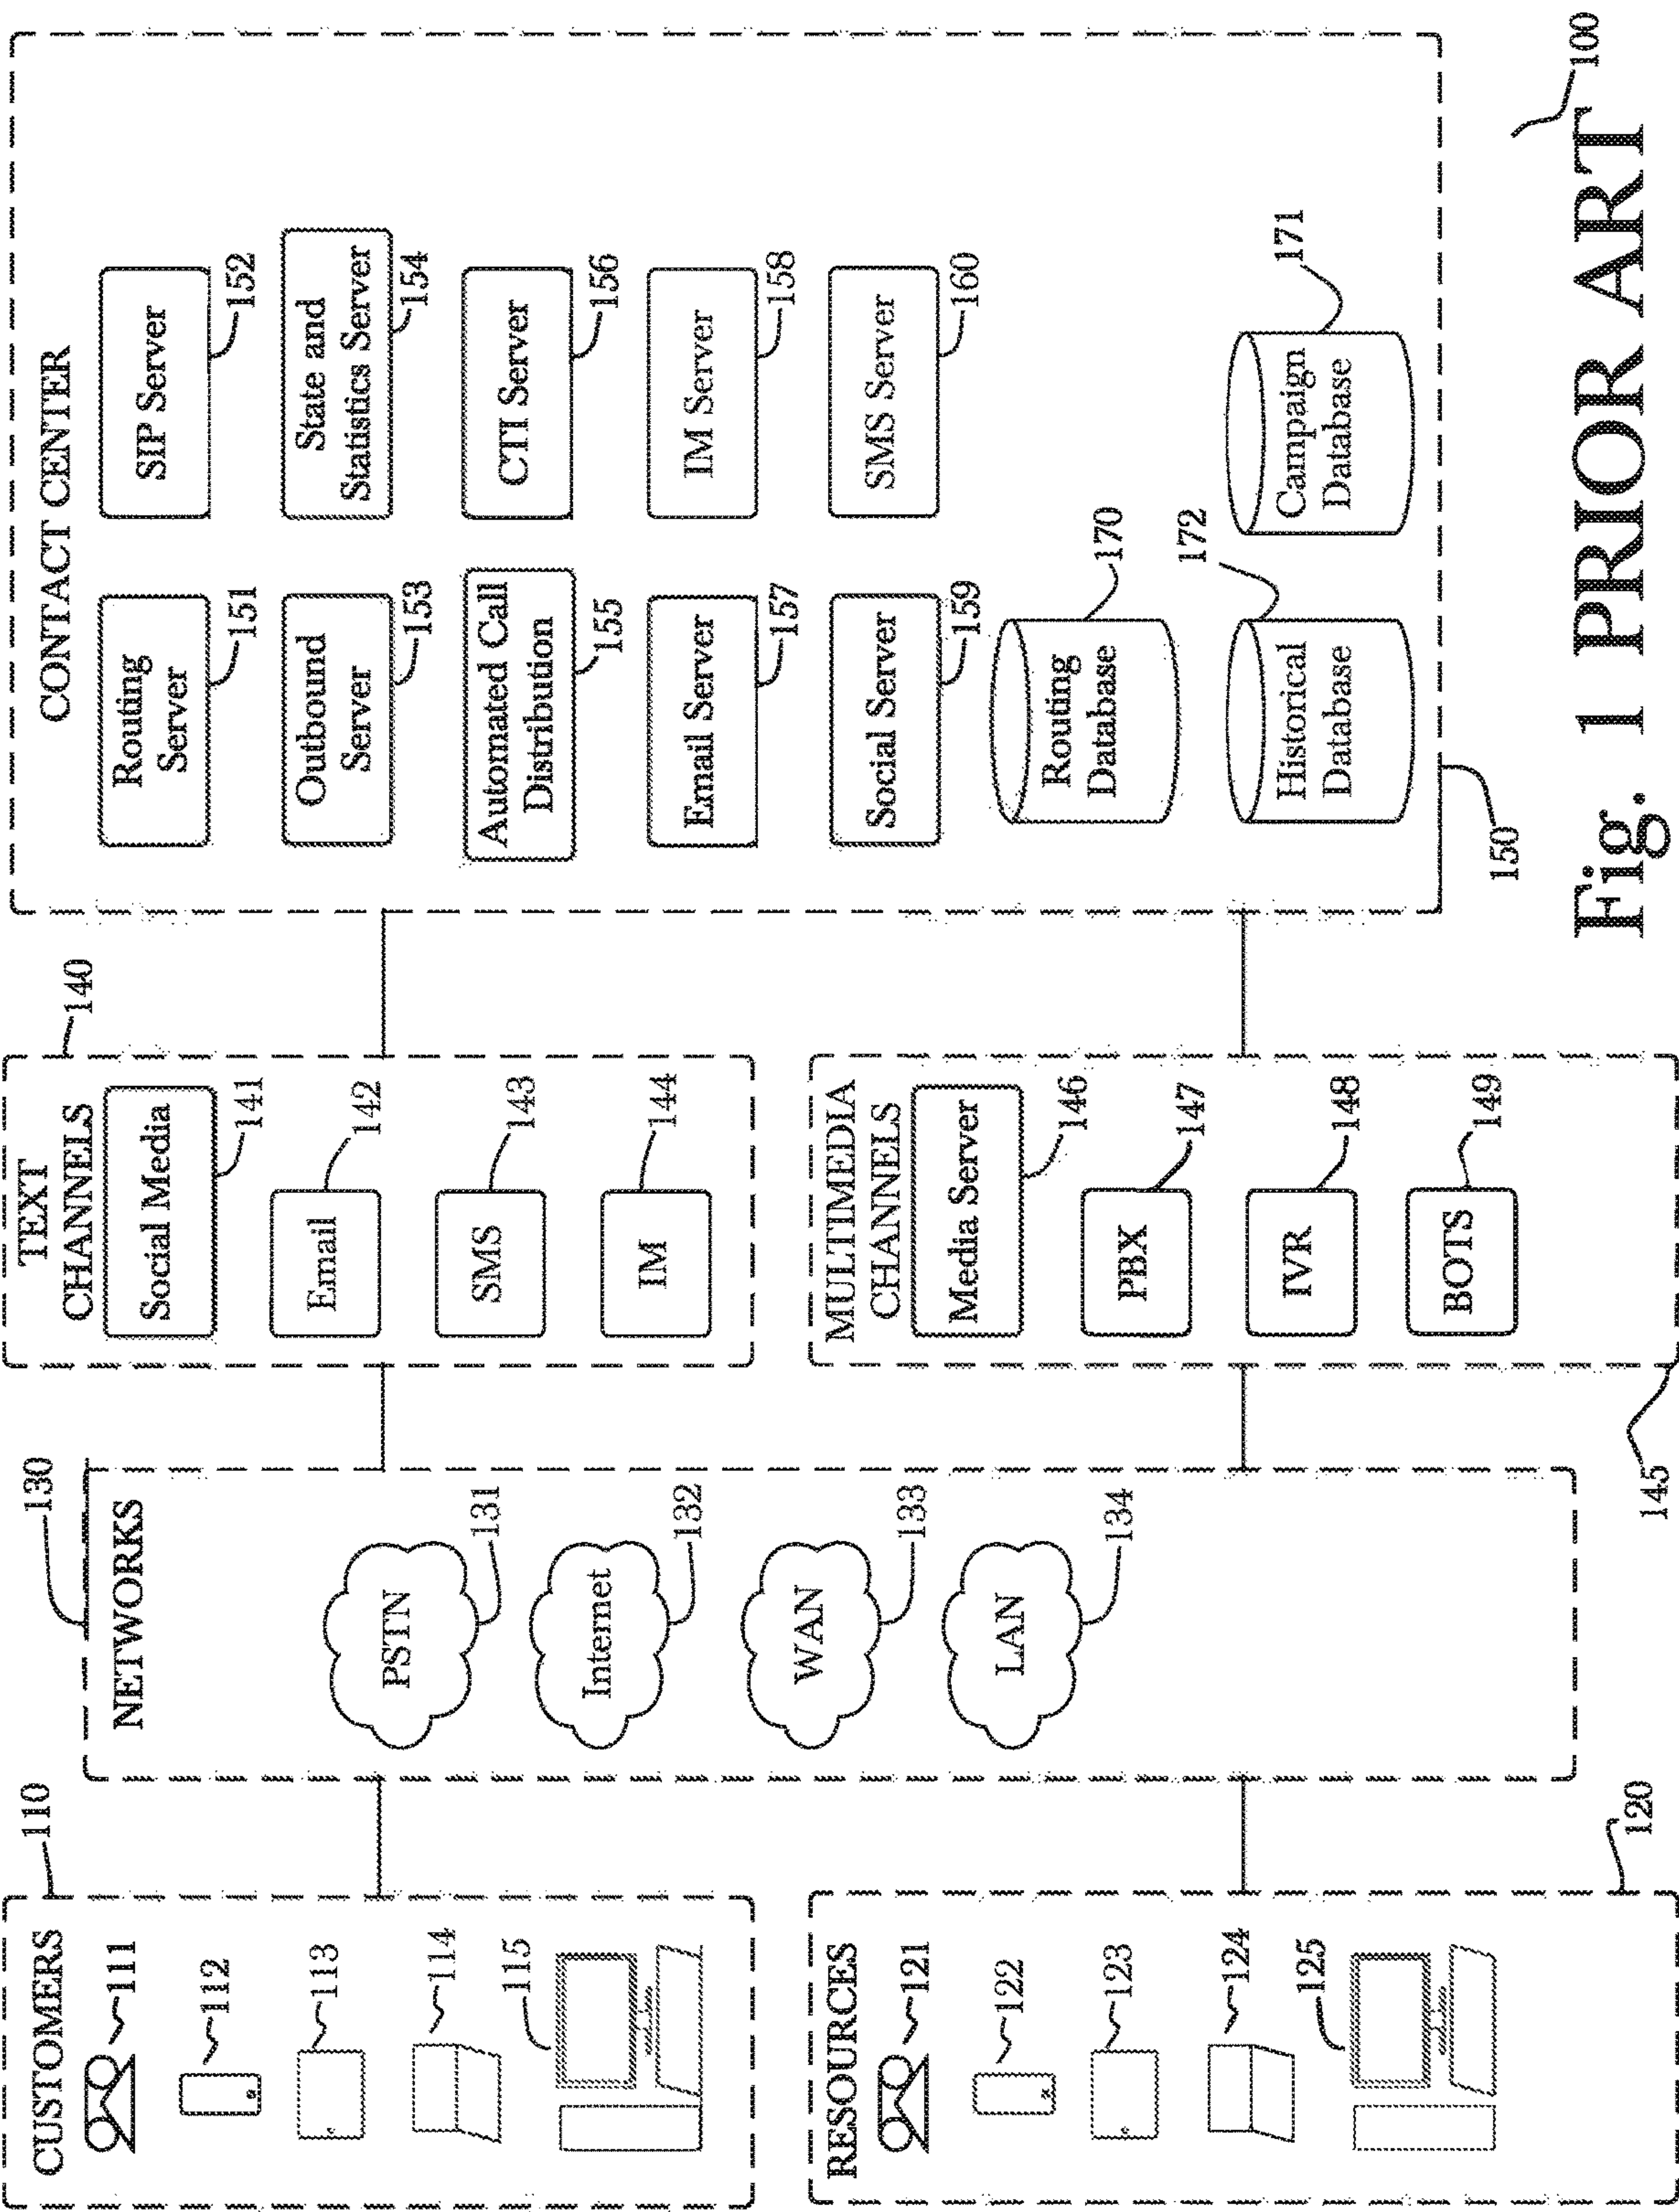 CUSTOMERS
111
112
113
114
115
110
RESOURCES
121
122
123
124
125
120
NETWORKS
130
PSTN
131
Internet
132
WAN
133
LAN
134
TEXT
CHANNELS
140
Social Media
141
Email
142
SMS
143
IM
144
MULTIMEDIA
CHANNELS
Media Server
146
PBX
147
IVR
148
BOTS
149
145
CONTACT CENTER
Routing
Server
151
SIP Server
152
Outbound
Server
153
State and
Statistics Server
154
Automated Call
Distribution
155
CTI Server
156
Email Server
157
IM Server
158
Social Server
159
SMS Server
160
Routing
Database
170
Historical
Database
172
Campaign
Database
171
150
100
Fig. 1 PRIOR ART